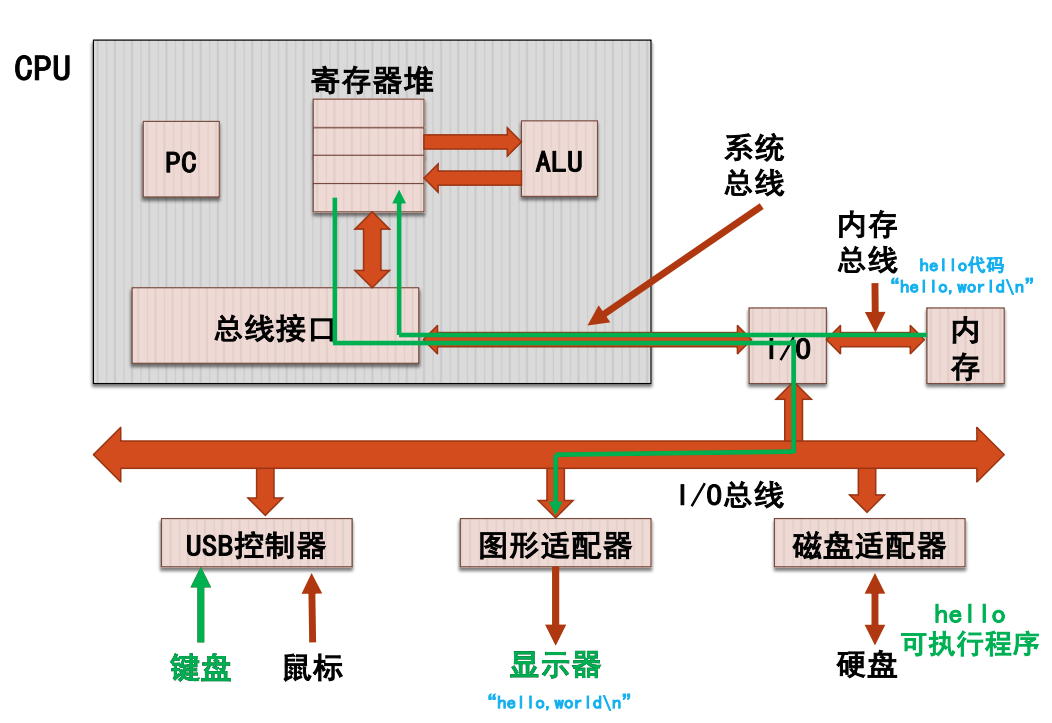 CPU
寄存器堆
PC
ALU
系统
总线
内存
总线
hello代码
“hello,world\n”
总线接口
I/O
内
存
I/O总线
USB控制器
图形适配器
磁盘适配器
键盘
鼠标
显示器
硬盘
hello
可执行程序
“hello,world\n”